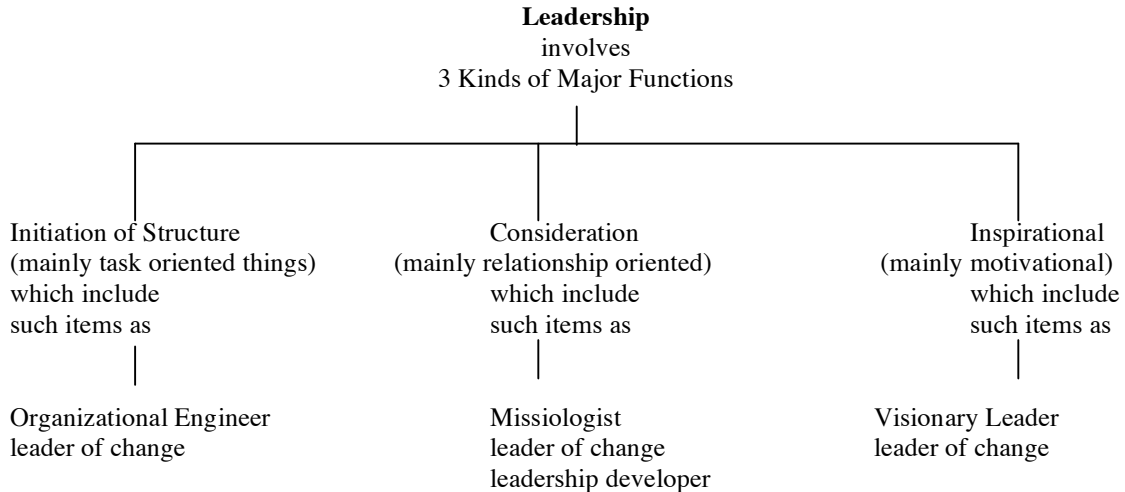 Leadership
involves
3 Kinds of Major Functions
Initiation of Structure
(mainly task oriented things)
which include
such items as
Organizational Engineer
leader of change
Consideration
(mainly relationship oriented)
which include
such items as
Missiologist
leader of change
leadership developer
Inspirational
(mainly motivational)
which include
such items as
Visionary Leader
leader of change